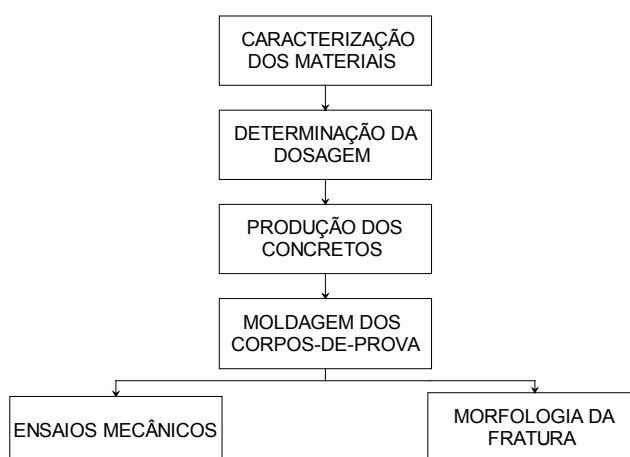 CARACTERIZAÇÃO
DOS MATERIAIS
DETERMINAÇÃO DA
DOSAGEM
PRODUÇÃO DOS
CONCRETOS
MOLDAGEM DOS
CORPOS-DE-PROVA
ENSAIOS MECÂNICOS
MORFOLOGIA DA
FRATURA